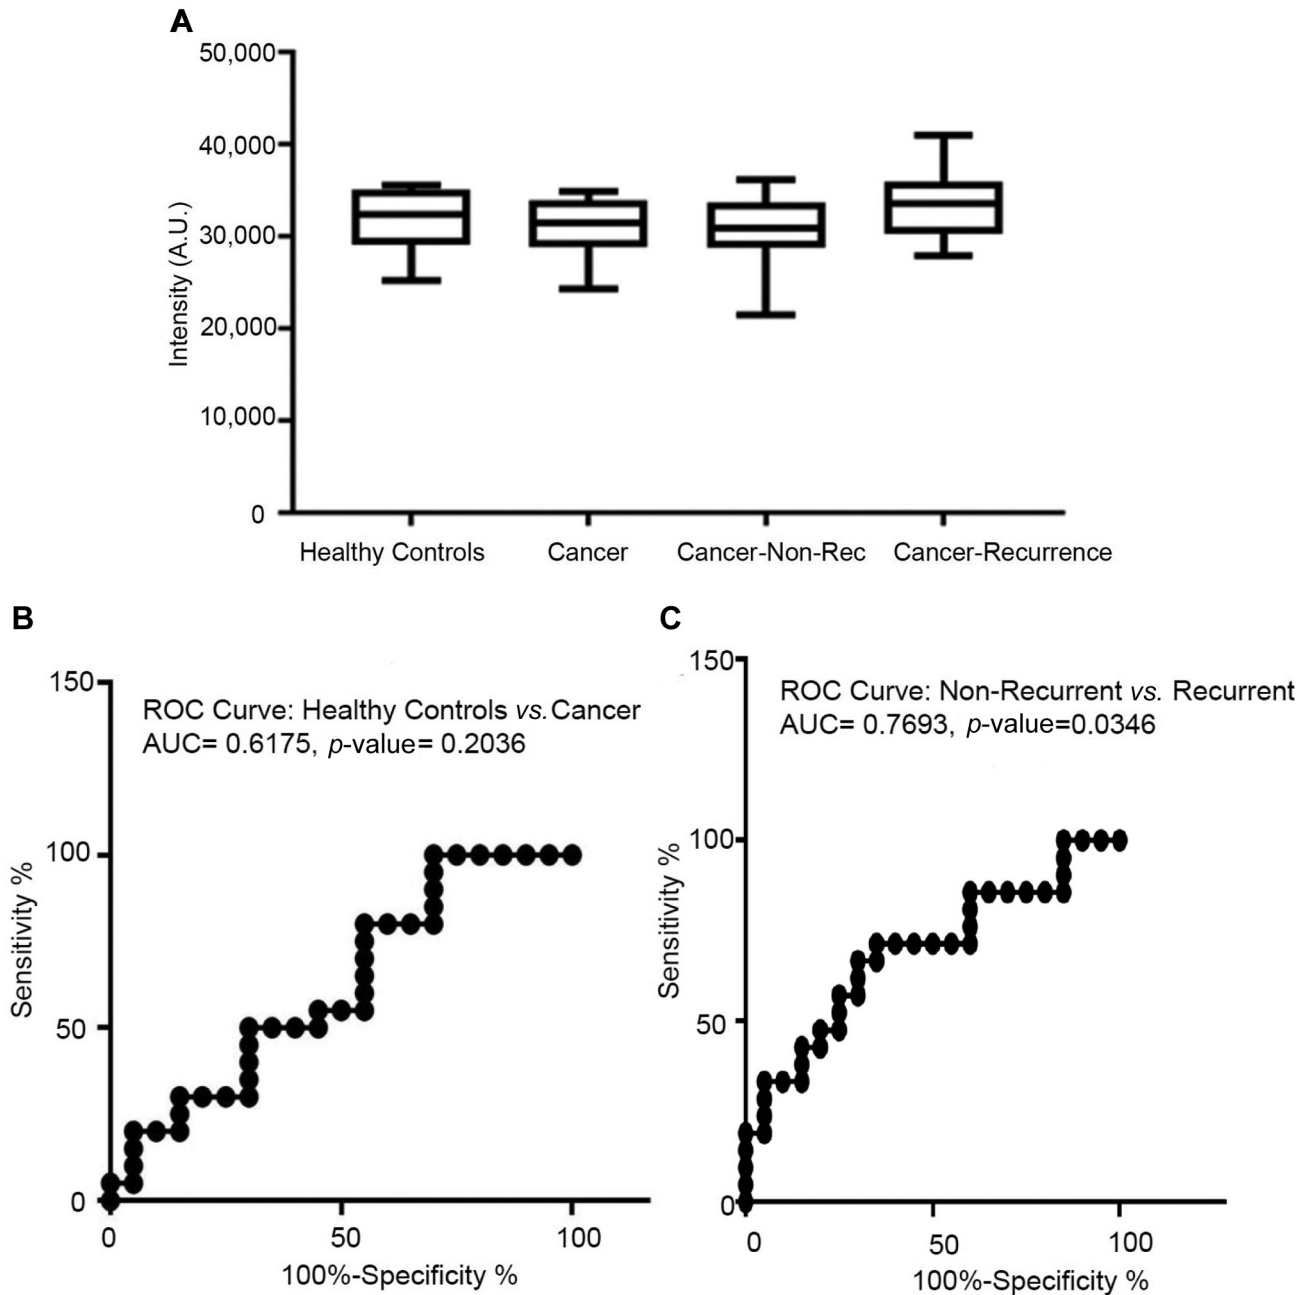 A
50,000
40,000
30,000
20,000
10,000
0
Intensity (A.U.)
Healthy Controls Cancer Cancer-Non-Rec Cancer-Recurrence
B
150
100
50
0
Sensitivity %
ROC Curve: Healthy Controls vs. Cancer
AUC= 0.6175, p-value= 0.2036
0 50 100
100%-Specificity %
C
150
100
50
0
Sensitivity %
ROC Curve: Non-Recurrent vs. Recurrent
AUC= 0.7693, p-value=0.0346
0 50 100
100%-Specificity %